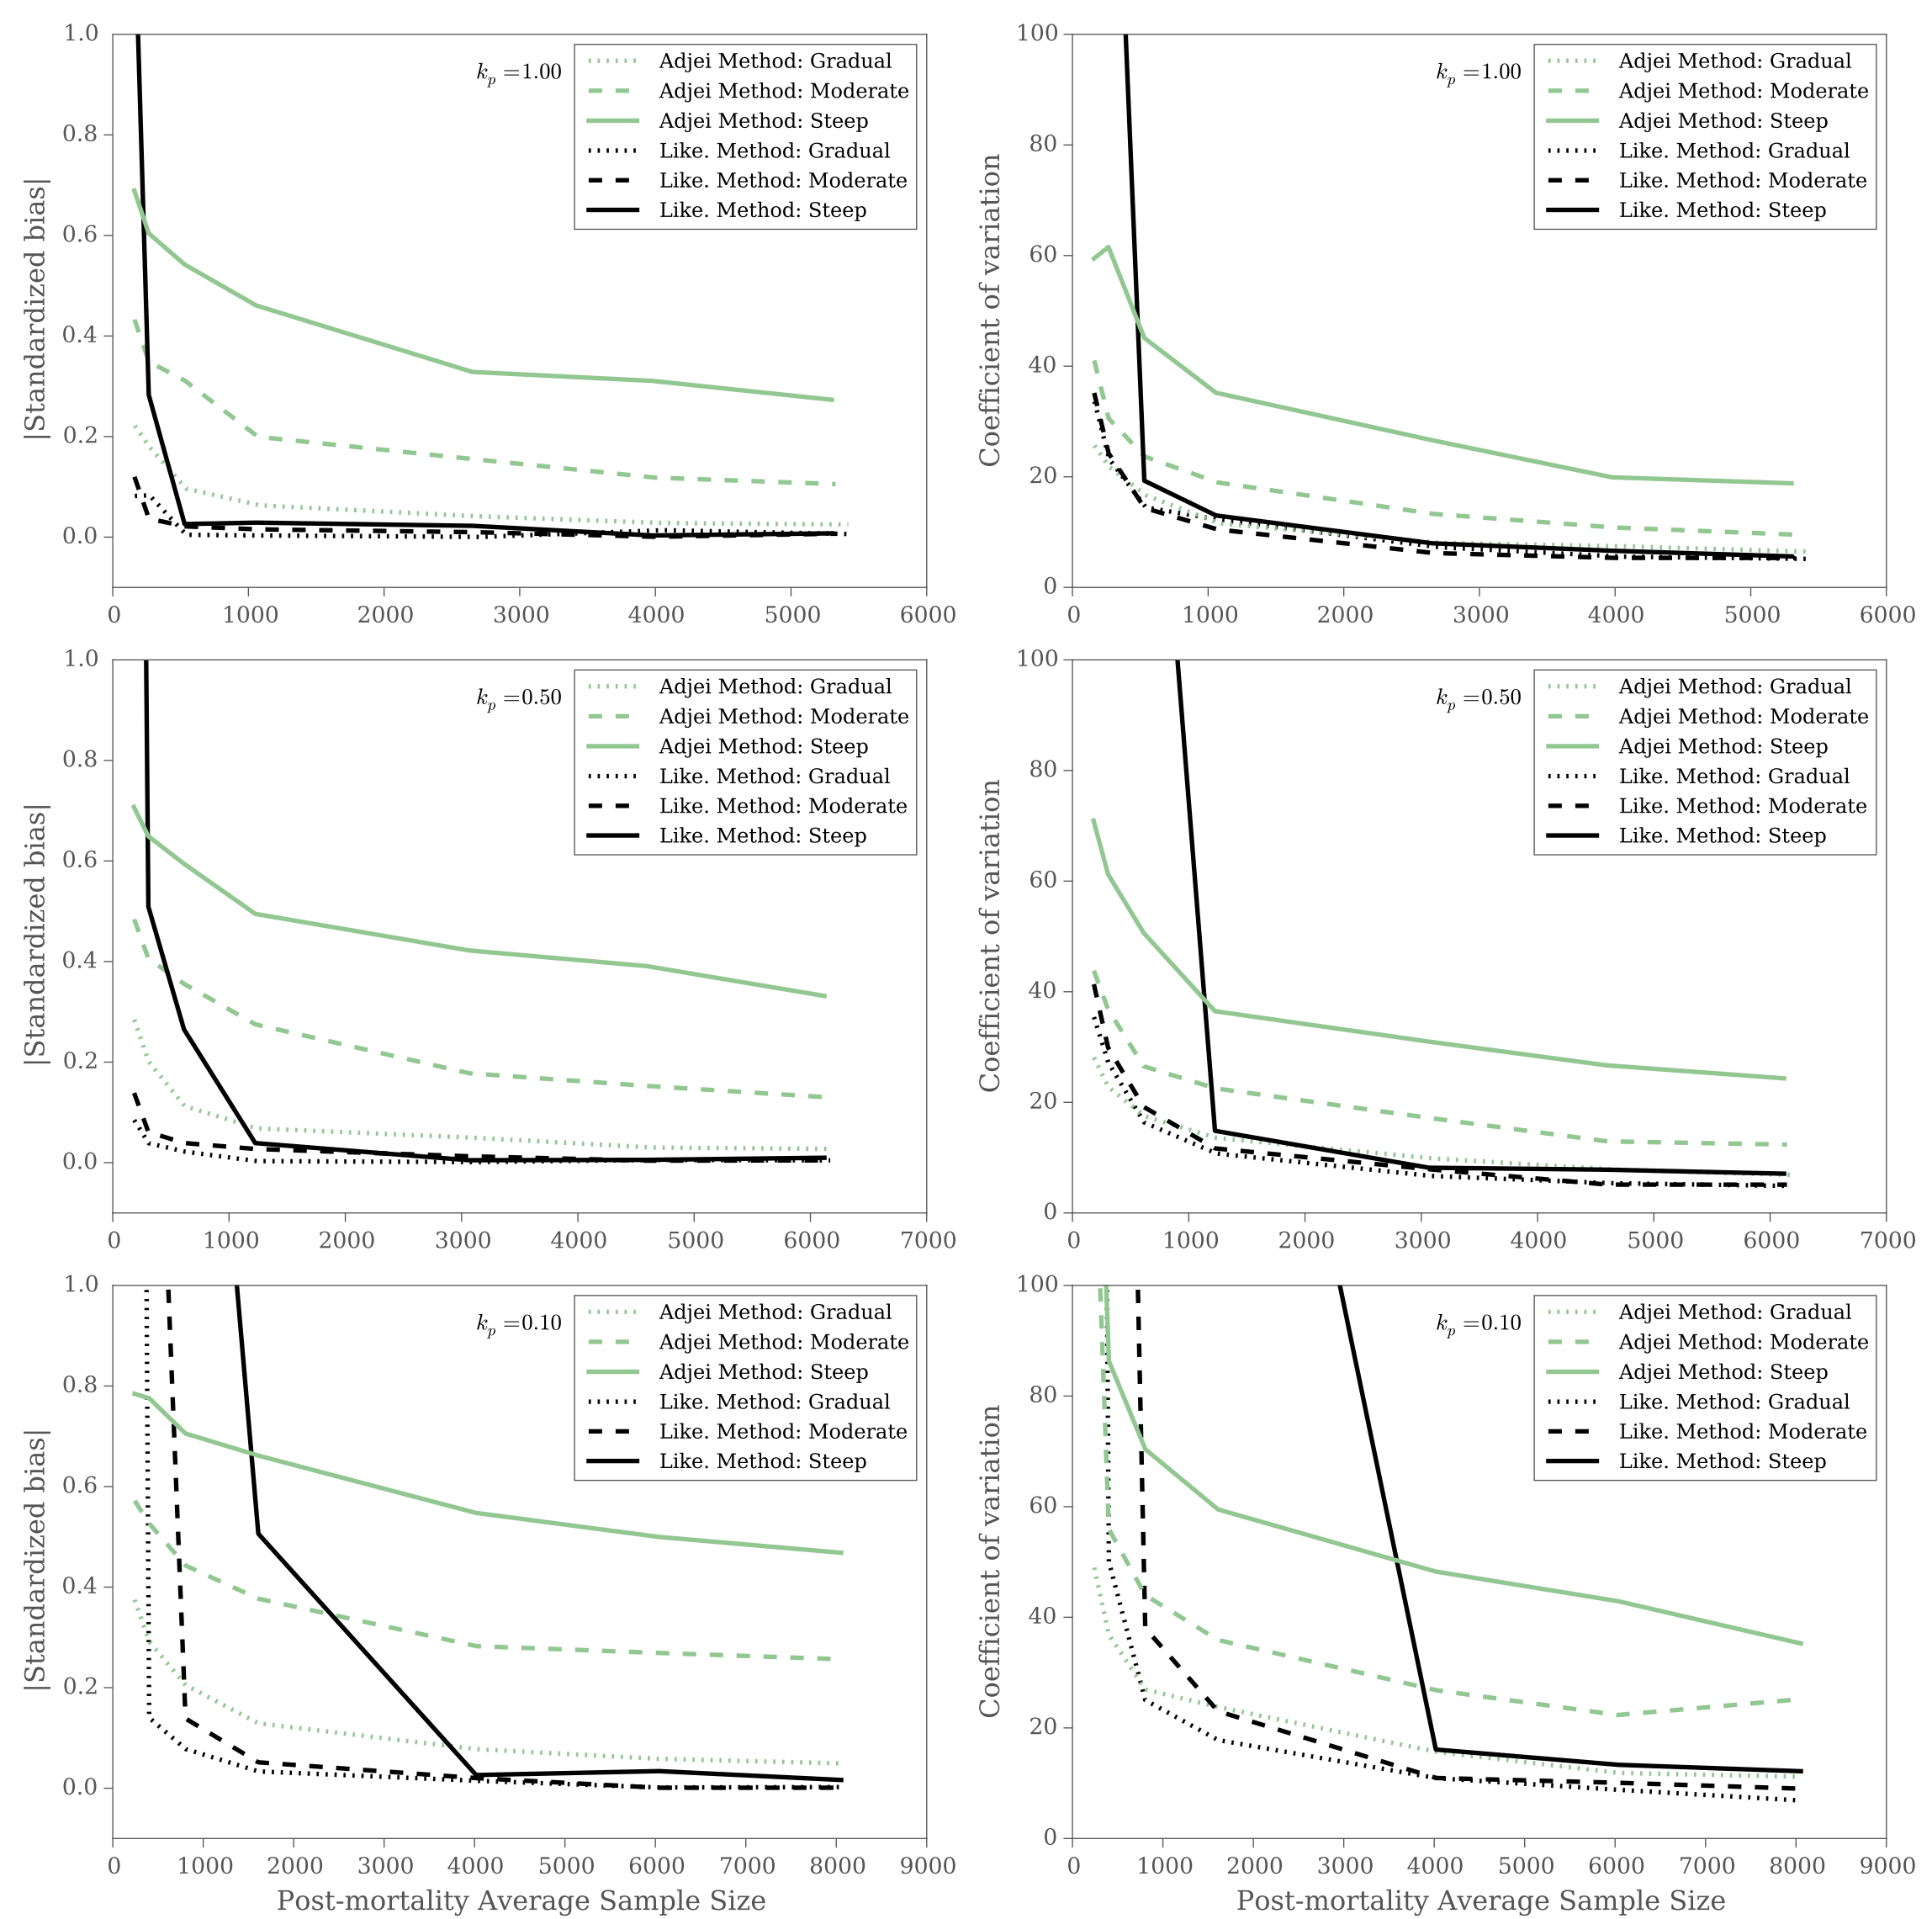 1.0
0.8
0.6
0.4
0.2
0.0
|Standardized bias|
k_p =1.00
Adjei Method: Gradual
Adjei Method: Moderate
Adjei Method: Steep
Like. Method: Gradual
Like. Method: Moderate
Like. Method: Steep
0 1000 2000 3000 4000 5000 6000
100
80
60
40
20
0
Coefficient of variation
k_p =1.00
Adjei Method: Gradual
Adjei Method: Moderate
Adjei Method: Steep
Like. Method: Gradual
Like. Method: Moderate
Like. Method: Steep
0 1000 2000 3000 4000 5000 6000
1.0
0.8
0.6
0.4
0.2
0.0
|Standardized bias|
k_p =0.50
Adjei Method: Gradual
Adjei Method: Moderate
Adjei Method: Steep
Like. Method: Gradual
Like. Method: Moderate
Like. Method: Steep
0 1000 2000 3000 4000 5000 6000 7000
100
80
60
40
20
0
Coefficient of variation
k_p =0.50
Adjei Method: Gradual
Adjei Method: Moderate
Adjei Method: Steep
Like. Method: Gradual
Like. Method: Moderate
Like. Method: Steep
0 1000 2000 3000 4000 5000 6000 7000
1.0
0.8
0.6
0.4
0.2
0.0
|Standardized bias|
k_p =0.10
Adjei Method: Gradual
Adjei Method: Moderate
Adjei Method: Steep
Like. Method: Gradual
Like. Method: Moderate
Like. Method: Steep
0 1000 2000 3000 4000 5000 6000 7000 8000 9000
Post-mortality Average Sample Size
100
80
60
40
20
0
Coefficient of variation
k_p =0.10
Adjei Method: Gradual
Adjei Method: Moderate
Adjei Method: Steep
Like. Method: Gradual
Like. Method: Moderate
Like. Method: Steep
0 1000 2000 3000 4000 5000 6000 7000 8000 9000
Post-mortality Average Sample Size